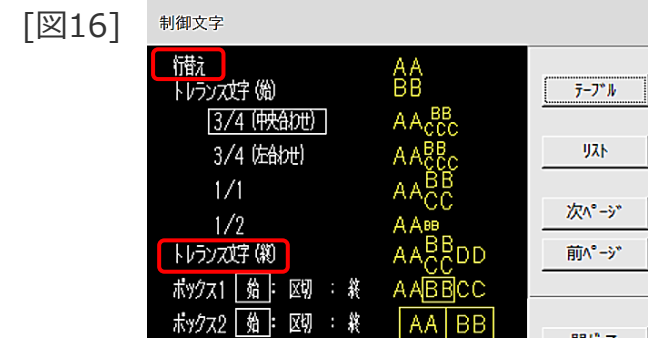 [図16]
制御文字
行替え AA
BB
トレランス文字(始)
3/4 (中央合わせ) AA BB
CCC
3/4 (左合わせ) AA BB
CCC
1/1 AA BB
CC
1/2 AA BB
トレランス文字(終) AA BB DD
CC
ボックス1 始 : 区切 : 終 AABBCC
ボックス2 始 : 区切 : 終 AA BB
テーブル
リスト
次ページ
前ページ